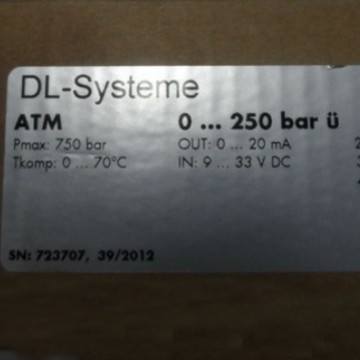 DL-Systeme
ATM 0 ... 250 bar ü
Pmax: 750 bar OUT: 0 ... 20 mA
Tkomp: 0 ... 70°C IN: 9 ... 33 V DC
SN: 723707, 39/2012